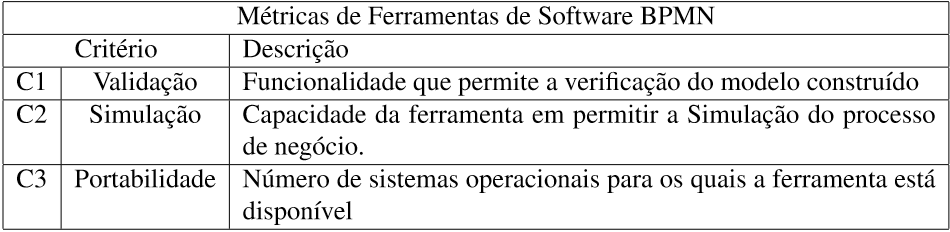 Métricas de Ferramentas de Software BPMN
Critério Descrição
C1 Validação Funcionalidade que permite a verificação do modelo construído
C2 Simulação Capacidade da ferramenta em permitir a Simulação do processo
de negócio.
C3 Portabilidade Número de sistemas operacionais para os quais a ferramenta está
disponível